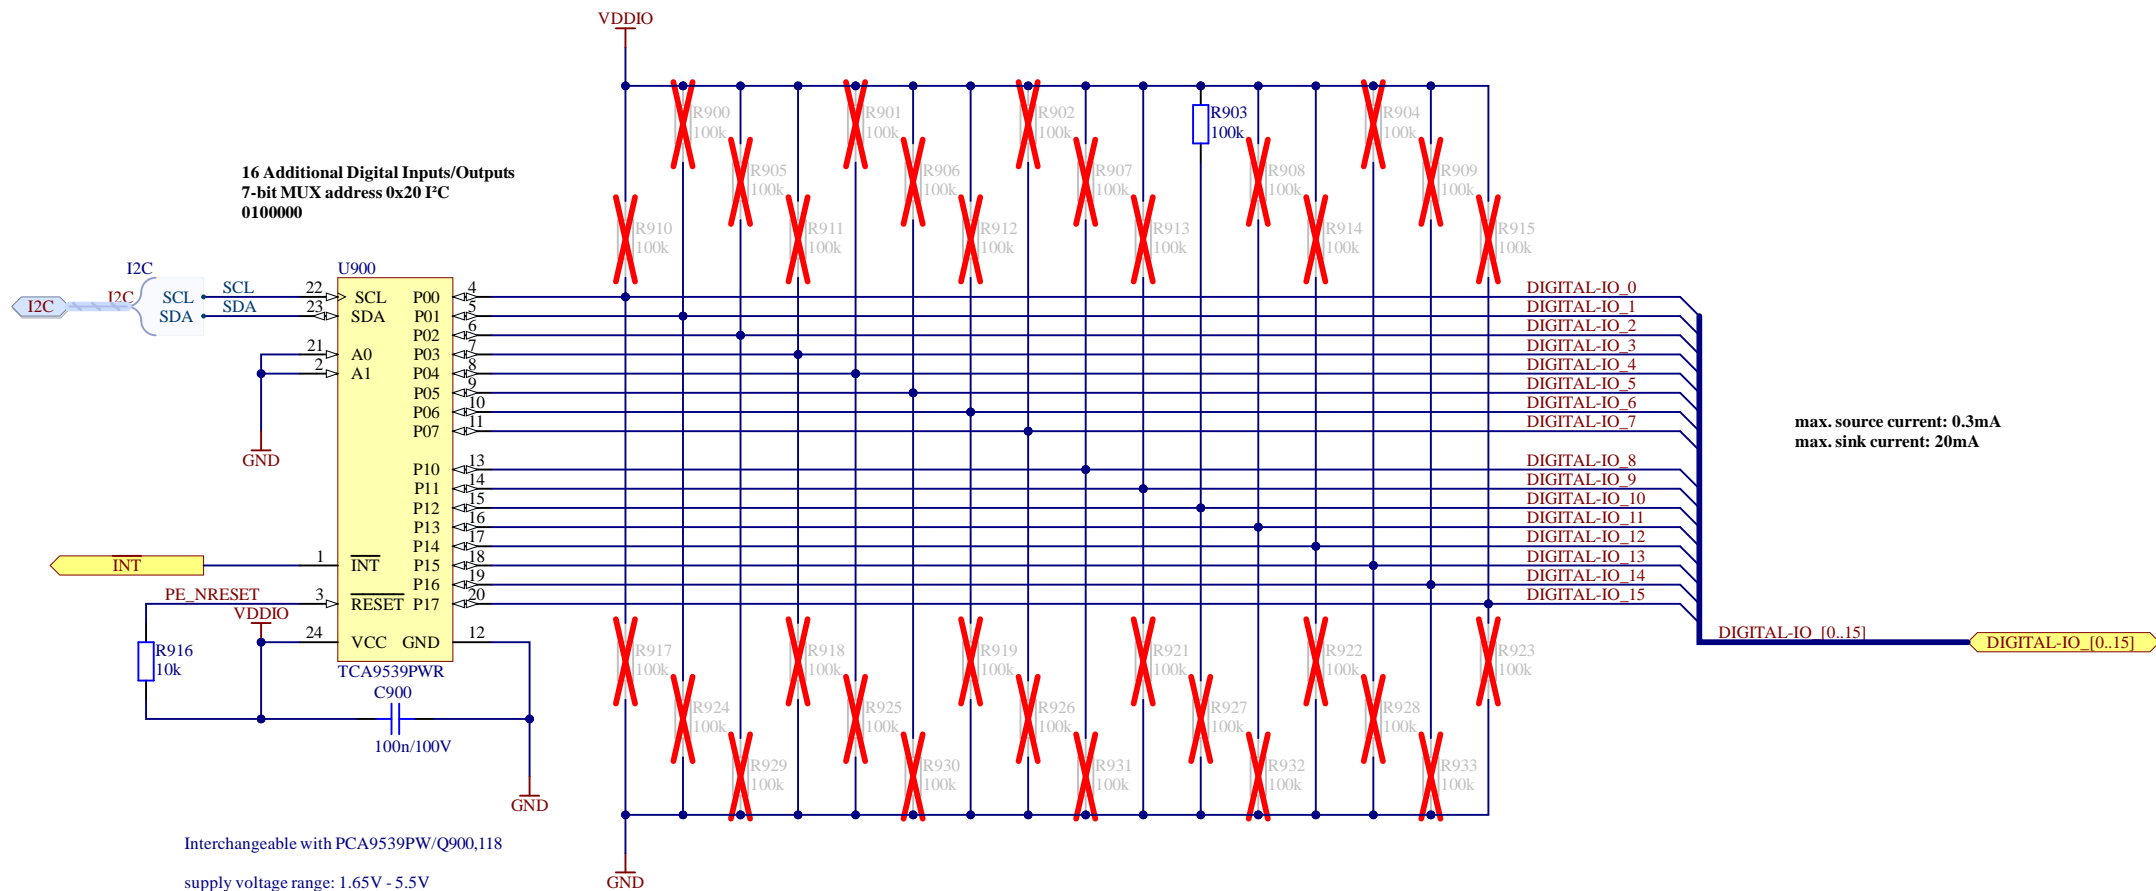 VDDIO
R900
100k
R901
100k
R902
100k
R903
100k
R904
100k
16 Additional Digital Inputs/Outputs
7-bit MUX address 0x20 I²C
0100000
R905
100k
R906
100k
R907
100k
R908
100k
R909
100k
R910
100k
R911
100k
R912
100k
R913
100k
R914
100k
R915
100k
I2C
I2C
I2C
SCL
SDA
SCL
SDA
U900
22
SCL
23
SDA
21
A0
2
A1
GND
INT
1
INT
PE_NRESET
3
RESET
VDDIO
24
VCC
GND
12
R916
10k
TCA9539PWR
C900
100n/100V
GND
P00
4
P01
5
P02
6
P03
7
P04
8
P05
9
P06
10
P07
11
P10
13
P11
14
P12
15
P13
16
P14
17
P15
18
P16
19
P17
20
DIGITAL-IO_0
DIGITAL-IO_1
DIGITAL-IO_2
DIGITAL-IO_3
DIGITAL-IO_4
DIGITAL-IO_5
DIGITAL-IO_6
DIGITAL-IO_7
DIGITAL-IO_8
DIGITAL-IO_9
DIGITAL-IO_10
DIGITAL-IO_11
DIGITAL-IO_12
DIGITAL-IO_13
DIGITAL-IO_14
DIGITAL-IO_15
max. source current: 0.3mA
max. sink current: 20mA
DIGITAL-IO_[0..15]
DIGITAL-IO_[0..15]
R917
100k
R918
100k
R919
100k
R921
100k
R922
100k
R923
100k
R924
100k
R925
100k
R926
100k
R927
100k
R928
100k
R929
100k
R930
100k
R931
100k
R932
100k
R933
100k
GND
Interchangeable with PCA9539PW/Q900,118
supply voltage range: 1.65V - 5.5V